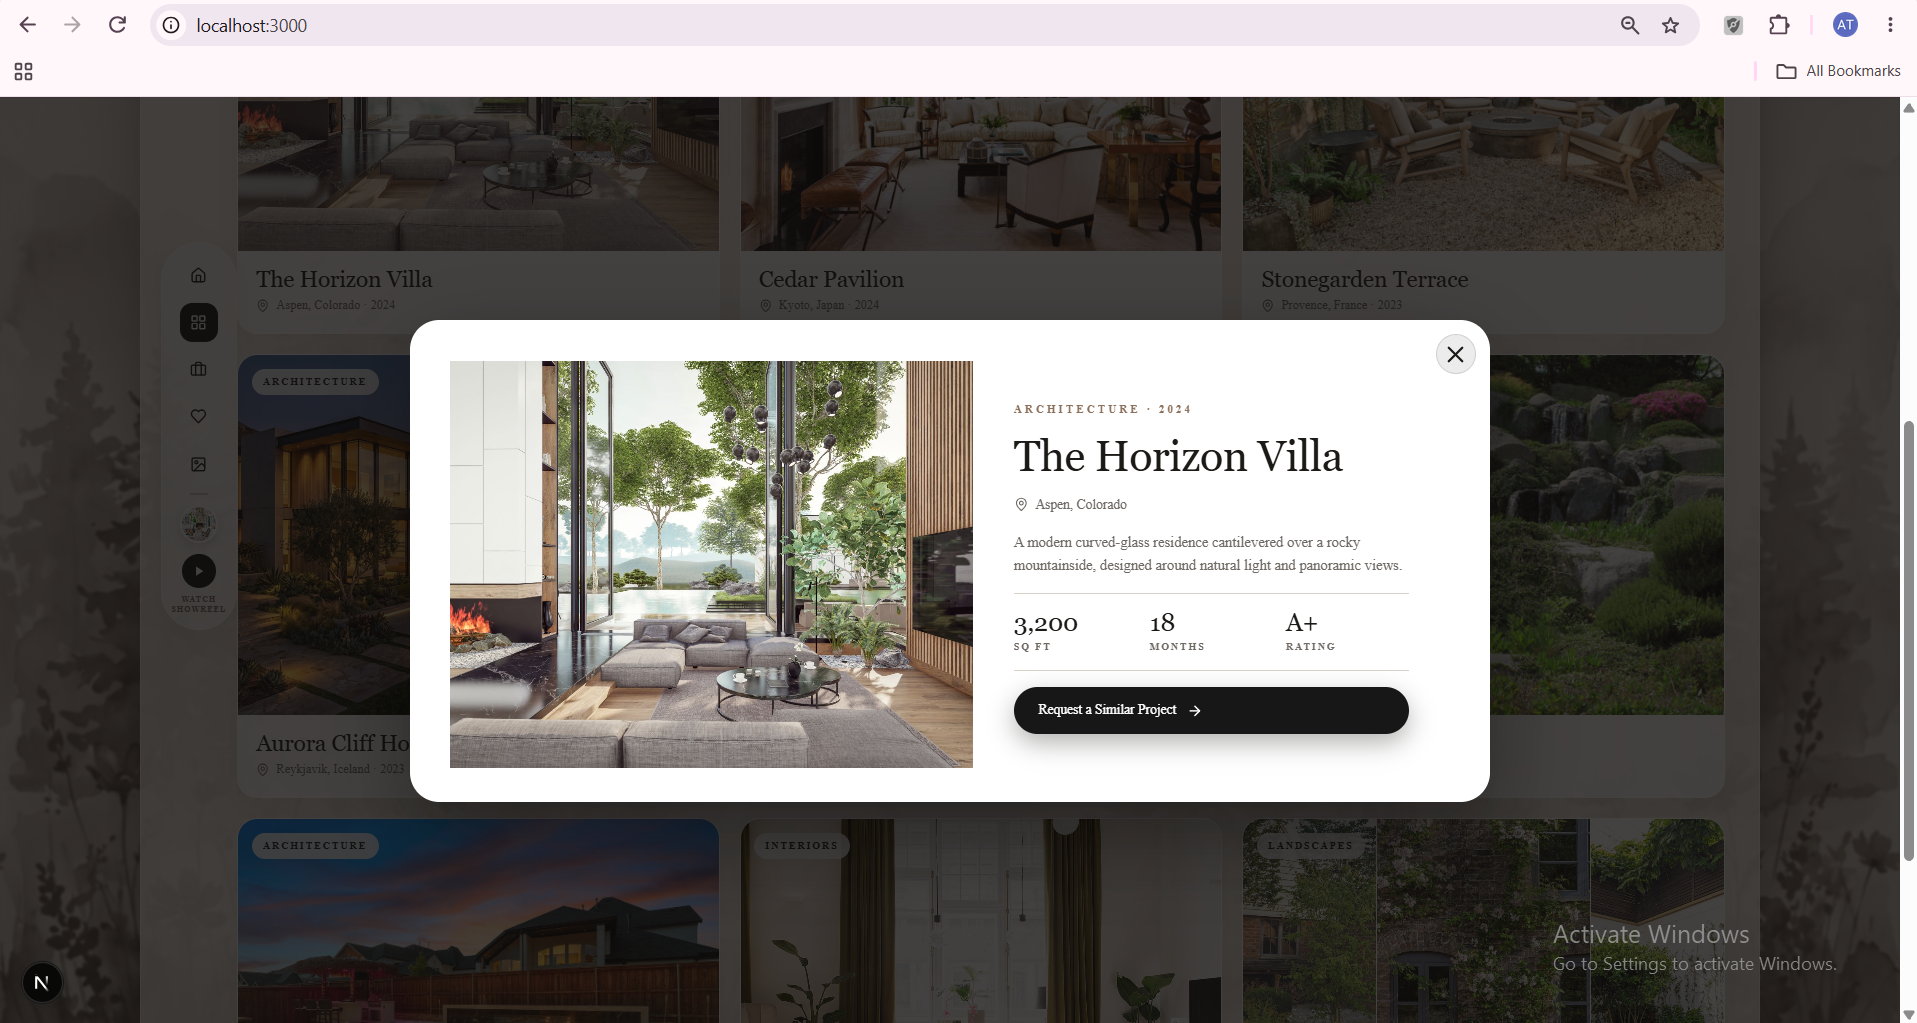 localhost:3000
AT
All Bookmarks
The Horizon Villa
Aspen, Colorado · 2024
Cedar Pavilion
Kyoto, Japan · 2024
Stonegarden Terrace
Provence, France · 2023
ARCHITECTURE
WATCH
SHOWREEL
Aurora Cliff Ho
Reykjavik, Iceland · 2023
ARCHITECTURE · 2024
The Horizon Villa
Aspen, Colorado
A modern curved-glass residence cantilevered over a rocky
mountainside, designed around natural light and panoramic views.
3,200
SQ FT
18
MONTHS
A+
RATING
Request a Similar Project
ARCHITECTURE
INTERIORS
LANDSCAPES
Activate Windows
Go to Settings to activate Windows.
N